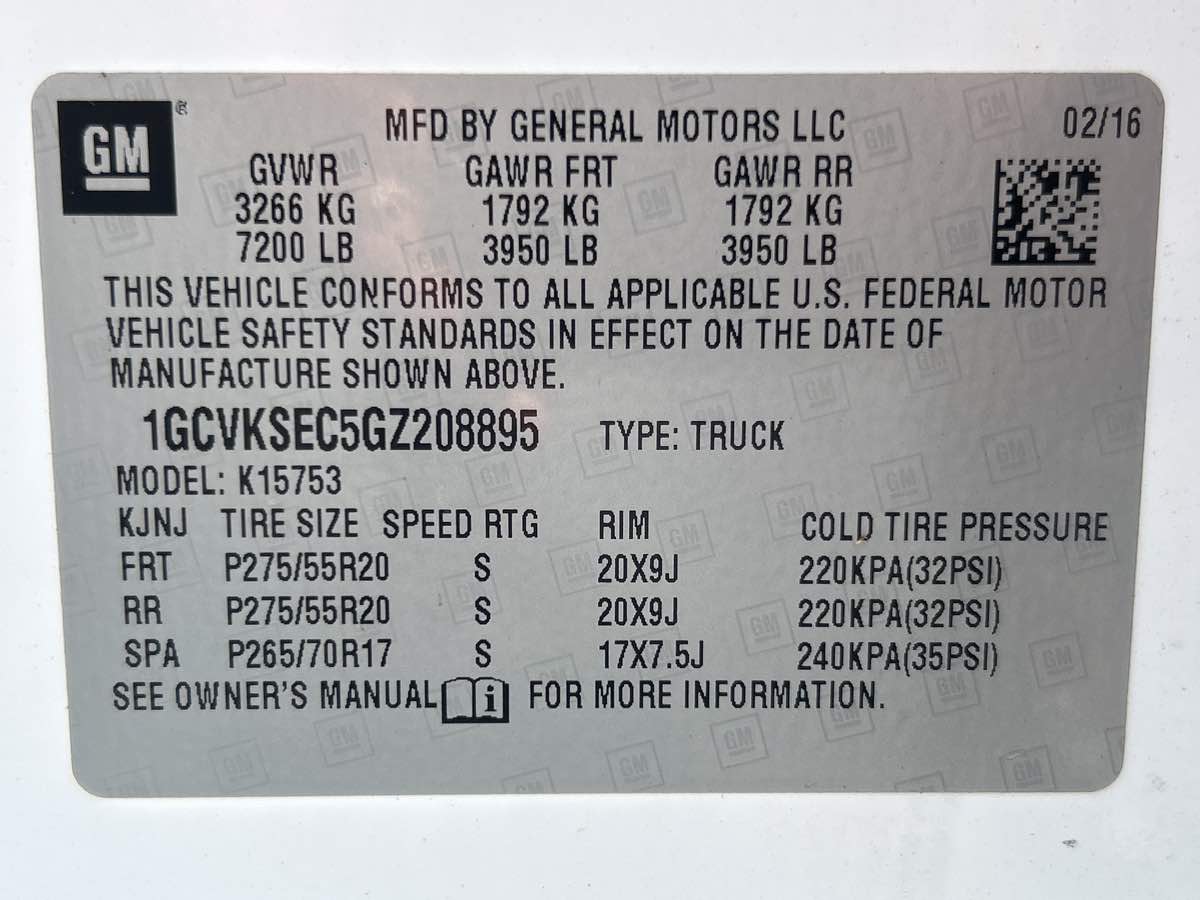 GM ®
MFD BY GENERAL MOTORS LLC 02/16
GVWR GAWR FRT GAWR RR
3266 KG 1792 KG 1792 KG
7200 LB 3950 LB 3950 LB
THIS VEHICLE CONFORMS TO ALL APPLICABLE U.S. FEDERAL MOTOR
VEHICLE SAFETY STANDARDS IN EFFECT ON THE DATE OF
MANUFACTURE SHOWN ABOVE.
1GCVKSEC5GZ208895 TYPE: TRUCK
MODEL: K15753
KJNJ TIRE SIZE SPEED RTG RIM COLD TIRE PRESSURE
FRT P275/55R20 S 20X9J 220KPA(32PSI)
RR P275/55R20 S 20X9J 220KPA(32PSI)
SPA P265/70R17 S 17X7.5J 240KPA(35PSI)
SEE OWNER'S MANUAL i FOR MORE INFORMATION.